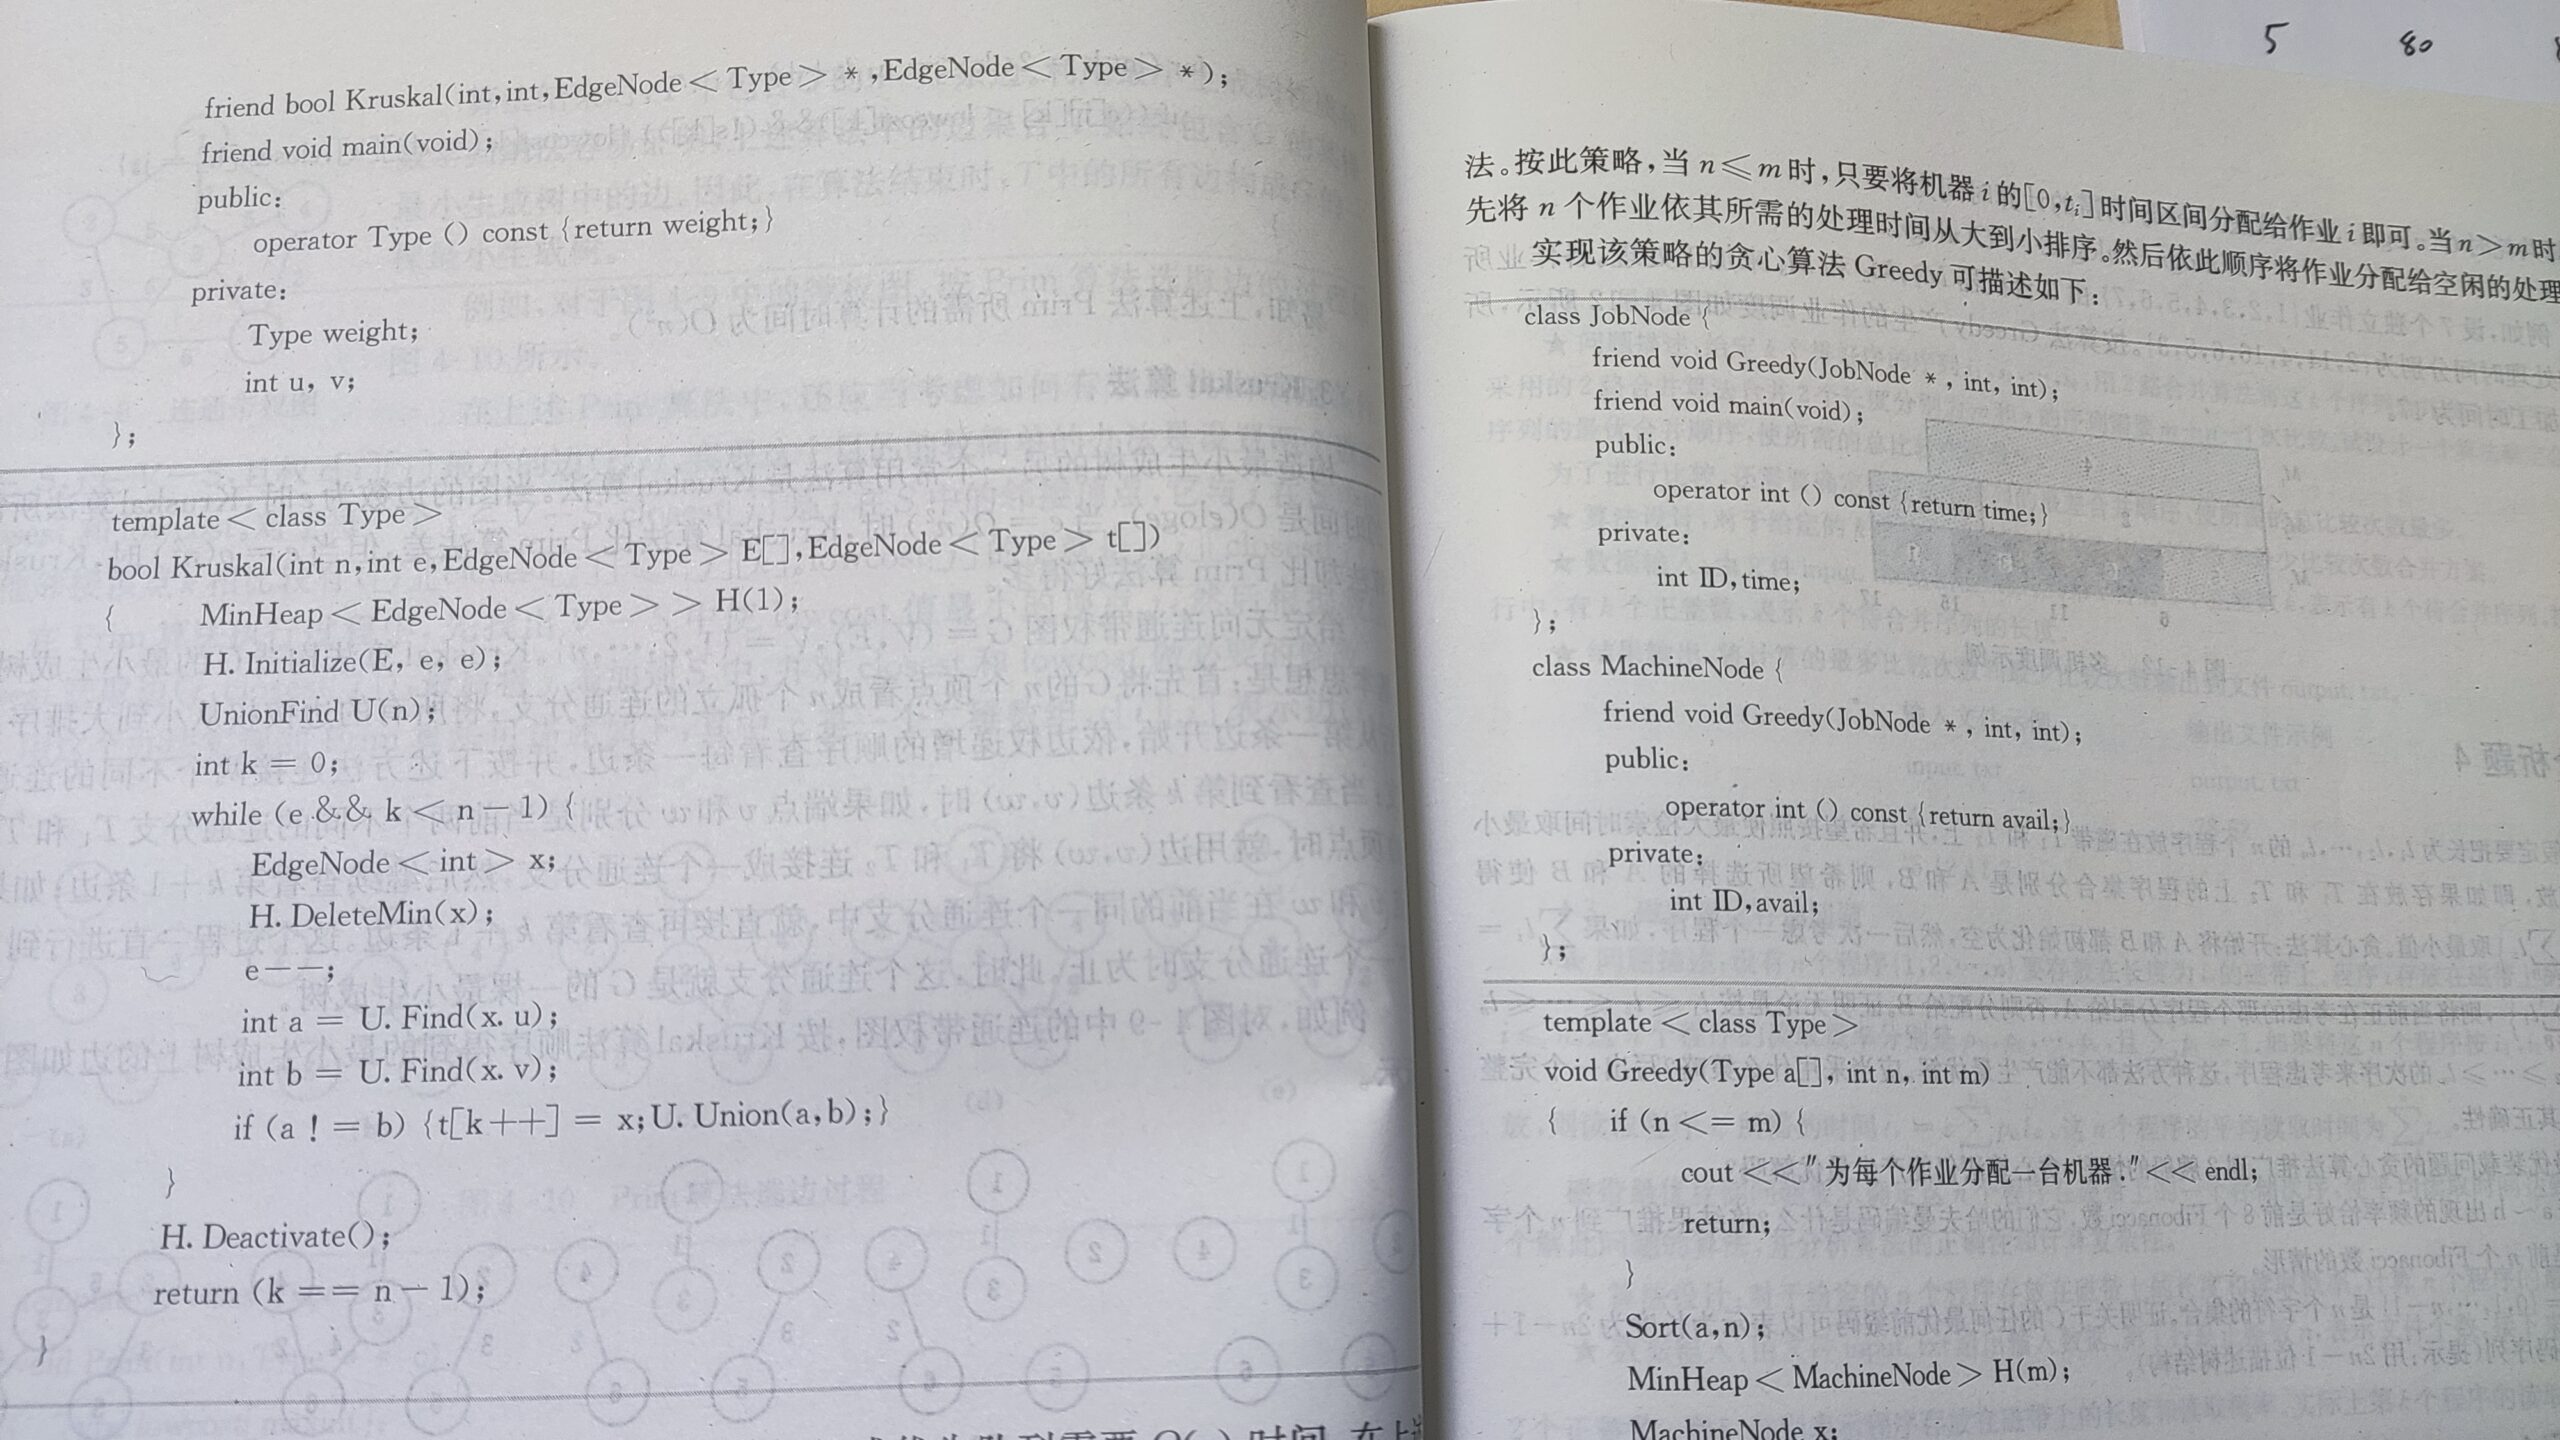 friend bool Kruskal(int,int,EdgeNode<Type> *,EdgeNode<Type> *);
friend void main(void);
public:
operator Type () const {return weight;}
private:
Type weight;
int u, v;
};
template<class Type>
bool Kruskal(int n,int e,EdgeNode<Type> E[],EdgeNode<Type> t[])
{ MinHeap<EdgeNode<Type> > H(1);
H. Initialize(E, e, e);
UnionFind U(n);
int k = 0;
while (e && k < n-1) {
EdgeNode<int> x;
H. DeleteMin(x);
e--;
int a = U. Find(x. u);
int b = U. Find(x. v);
if (a != b) {t[k++] = x;U. Union(a,b);}
}
H. Deactivate();
return (k == n-1);
}
5 80
法。按此策略,当 n≤m 时,只要将机器 i 的[0,ti]时间区间分配给作业 i 即可。当 n>m 时
先将 n 个作业依其所需的处理时间从大到小排序。然后依此顺序将作业分配给空闲的处理
实现该策略的贪心算法 Greedy 可描述如下:
class JobNode {
friend void Greedy(JobNode *, int, int);
friend void main(void);
public:
operator int () const {return time;}
private:
int ID,time;
};
class MachineNode {
friend void Greedy(JobNode *, int, int);
public:
operator int () const {return avail;}
private:
int ID,avail;
};
template<class Type>
void Greedy(Type a[], int n, int m)
{ if (n <= m) {
cout <<"为每个作业分配一台机器."<< endl;
return;
}
Sort(a,n);
MinHeap<MachineNode> H(m);
MachineNode x;